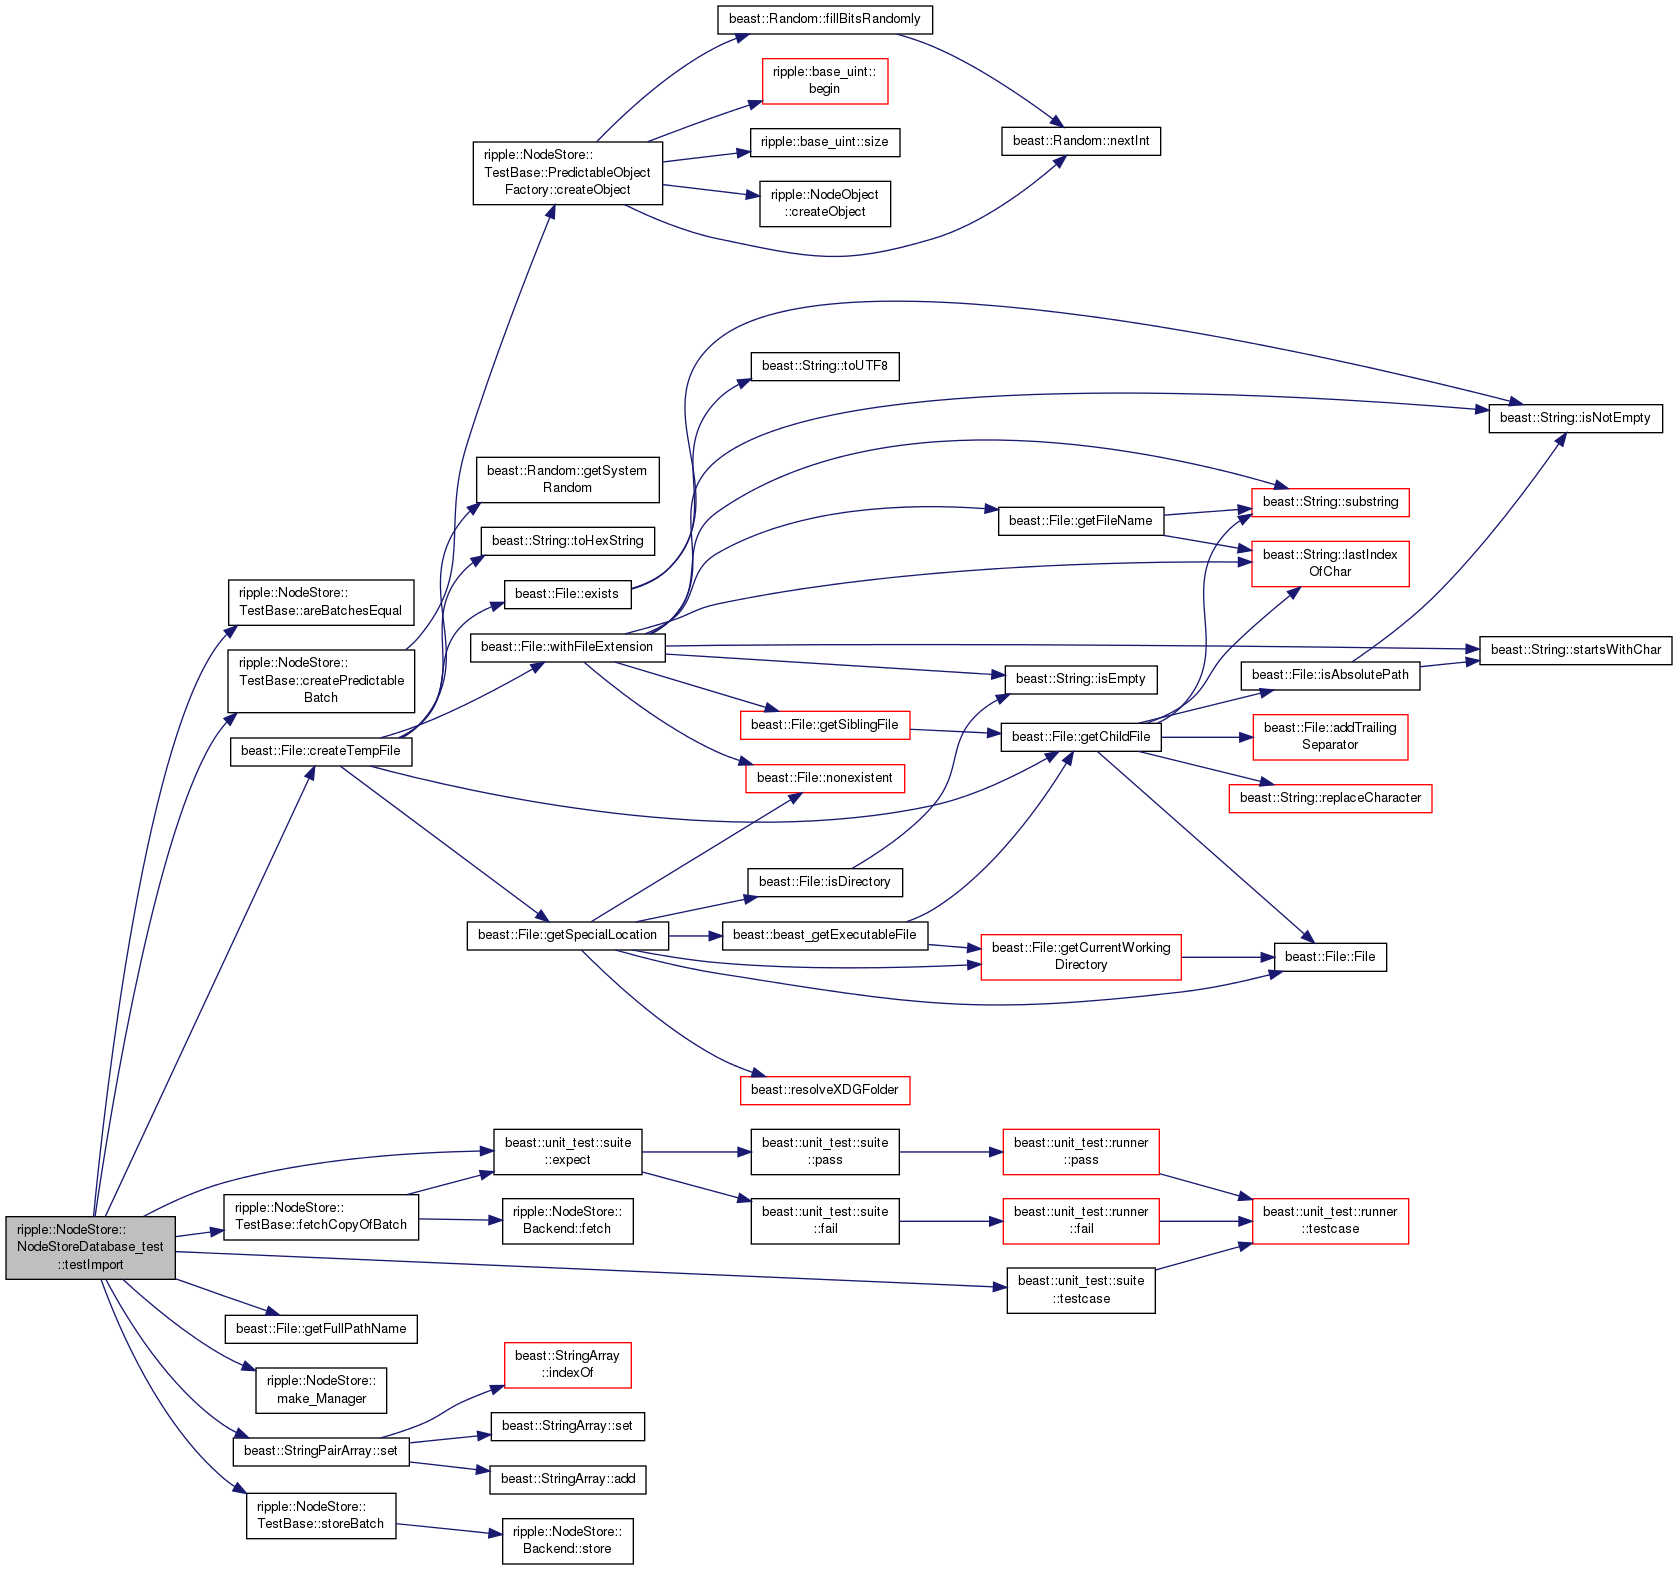 beast::Random::fillBitsRandomly
ripple::base_uint::
begin
beast::Random::nextInt
ripple::base_uint::size
ripple::NodeStore::
TestBase::PredictableObject
Factory::createObject
ripple::NodeObject
::createObject
beast::String::toUTF8
beast::String::isNotEmpty
beast::Random::getSystem
Random
beast::String::substring
beast::File::getFileName
beast::String::toHexString
beast::String::lastIndex
OfChar
ripple::NodeStore::
TestBase::areBatchesEqual
beast::File::exists
beast::File::withFileExtension
beast::String::startsWithChar
ripple::NodeStore::
TestBase::createPredictable
Batch
beast::String::isEmpty
beast::File::isAbsolutePath
beast::File::getSiblingFile
beast::File::getChildFile
beast::File::addTrailing
Separator
beast::File::createTempFile
beast::File::nonexistent
beast::String::replaceCharacter
beast::File::isDirectory
beast::File::getSpecialLocation
beast::beast_getExecutableFile
beast::File::getCurrentWorking
Directory
beast::File::File
beast::resolveXDGFolder
beast::unit_test::suite
::expect
beast::unit_test::suite
::pass
beast::unit_test::runner
::pass
ripple::NodeStore::
TestBase::fetchCopyOfBatch
ripple::NodeStore::
Backend::fetch
beast::unit_test::suite
::fail
beast::unit_test::runner
::fail
beast::unit_test::runner
::testcase
ripple::NodeStore::
NodeStoreDatabase_test
::testImport
beast::unit_test::suite
::testcase
beast::File::getFullPathName
beast::StringArray
::indexOf
ripple::NodeStore::
make_Manager
beast::StringArray::set
beast::StringPairArray::set
beast::StringArray::add
ripple::NodeStore::
TestBase::storeBatch
ripple::NodeStore::
Backend::store